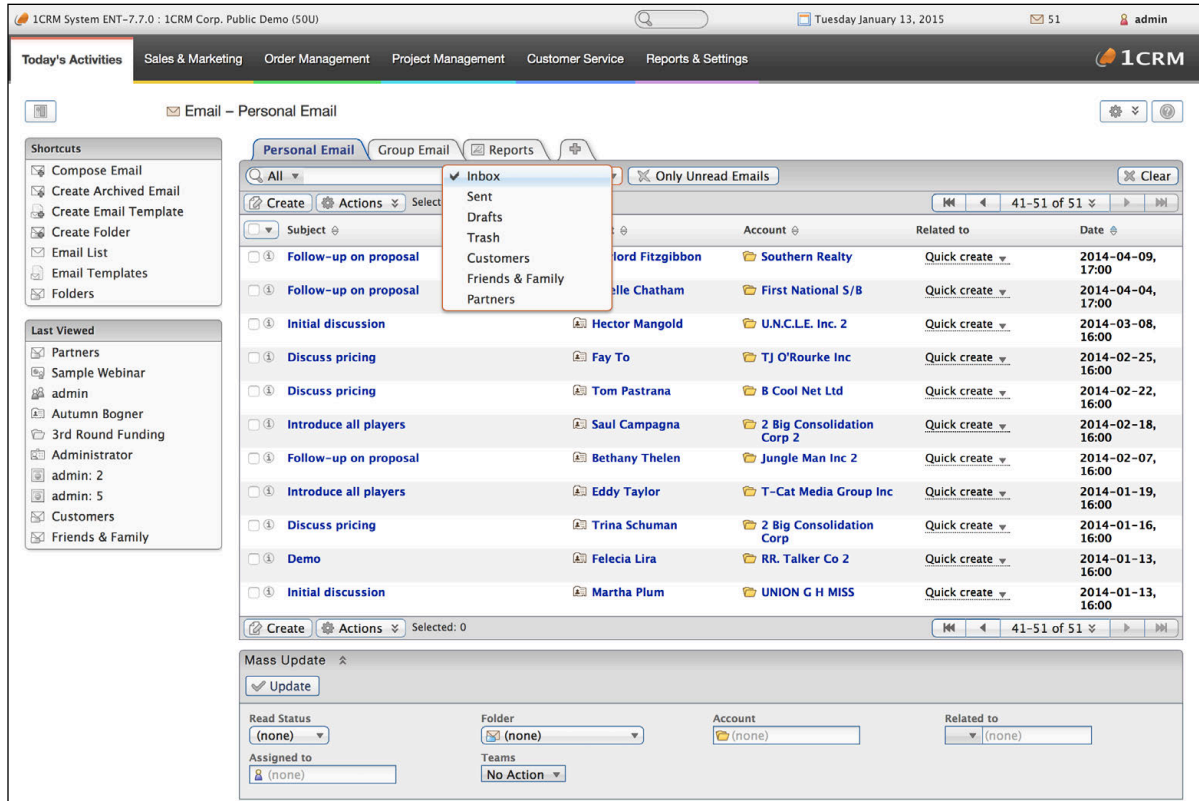 1CRM System ENT-7.7.0 : 1CRM Corp. Public Demo (50U) Tuesday January 13, 2015 51 admin
Today's Activities Sales & Marketing Order Management Project Management Customer Service Reports & Settings 1CRM
Email – Personal Email
Shortcuts
Compose Email
Create Archived Email
Create Email Template
Create Folder
Email List
Email Templates
Folders
Last Viewed
Partners
Sample Webinar
admin
Autumn Bogner
3rd Round Funding
Administrator
admin: 2
admin: 5
Customers
Friends & Family
Personal Email Group Email Reports
All Only Unread Emails Clear
Inbox
Sent
Drafts
Trash
Customers
Friends & Family
Partners
Create Actions Select 41-51 of 51
Subject Account Related to Date
Follow-up on proposal lord Fitzgibbon Southern Realty Quick create 2014-04-09,
17:00
Follow-up on proposal elle Chatham First National S/B Quick create 2014-04-04,
17:00
Initial discussion Hector Mangold U.N.C.L.E. Inc. 2 Quick create 2014-03-08,
16:00
Discuss pricing Fay To TJ O'Rourke Inc Quick create 2014-02-25,
16:00
Discuss pricing Tom Pastrana B Cool Net Ltd Quick create 2014-02-22,
16:00
Introduce all players Saul Campagna 2 Big Consolidation Quick create 2014-02-18,
Corp 2 16:00
Follow-up on proposal Bethany Thelen Jungle Man Inc 2 Quick create 2014-02-07,
16:00
Introduce all players Eddy Taylor T-Cat Media Group Inc Quick create 2014-01-19,
16:00
Discuss pricing Trina Schuman 2 Big Consolidation Quick create 2014-01-16,
Corp 16:00
Demo Felecia Lira RR. Talker Co 2 Quick create 2014-01-13,
16:00
Initial discussion Martha Plum UNION G H MISS Quick create 2014-01-13,
16:00
Create Actions Selected: 0 41-51 of 51
Mass Update
Update
Read Status Folder Account Related to
(none) (none) (none) (none)
Assigned to Teams
(none) No Action